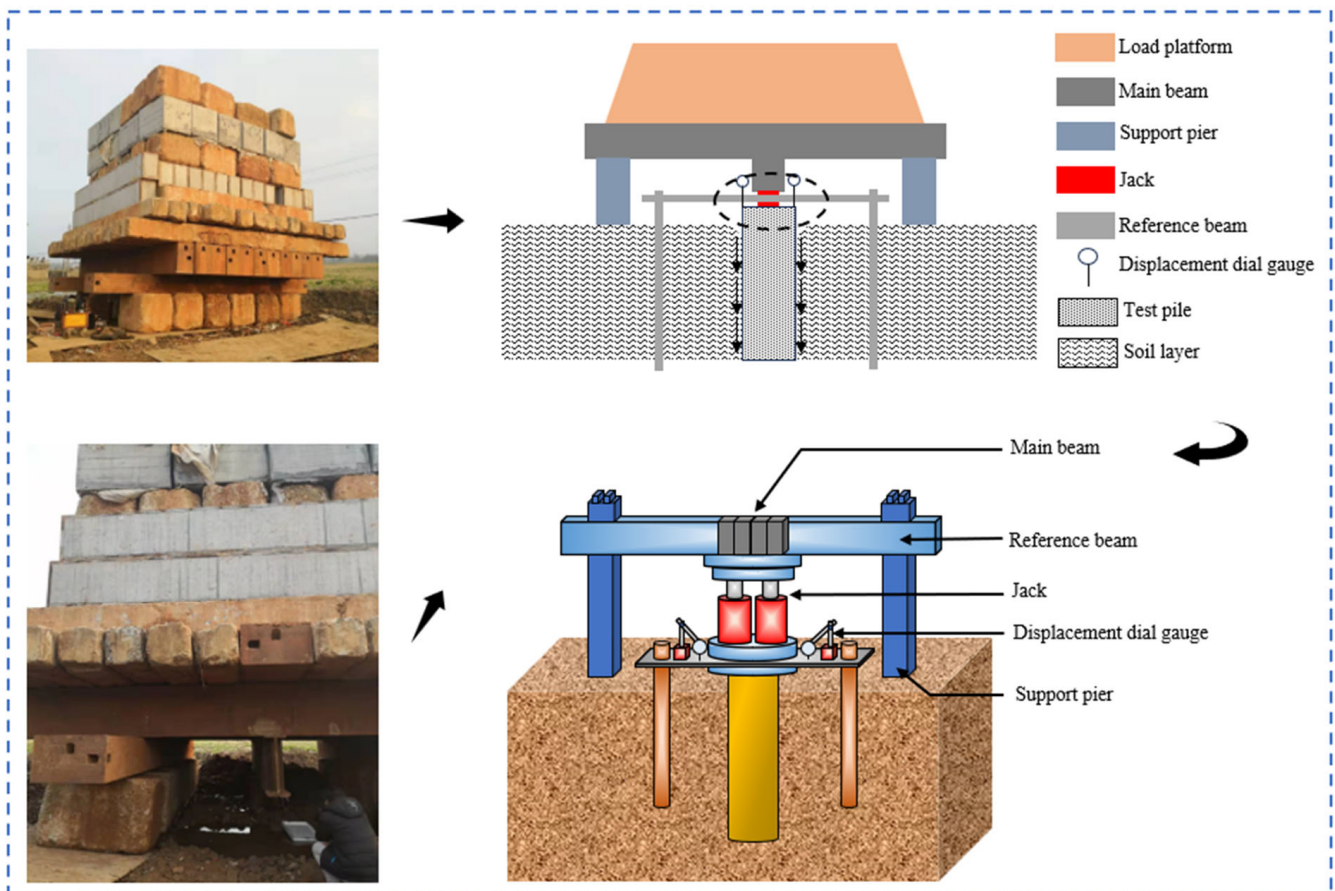 Load platform
Main beam
Support pier
Jack
Reference beam
Displacement dial gauge
Test pile
Soil layer
Main beam
Reference beam
Jack
Displacement dial gauge
Support pier